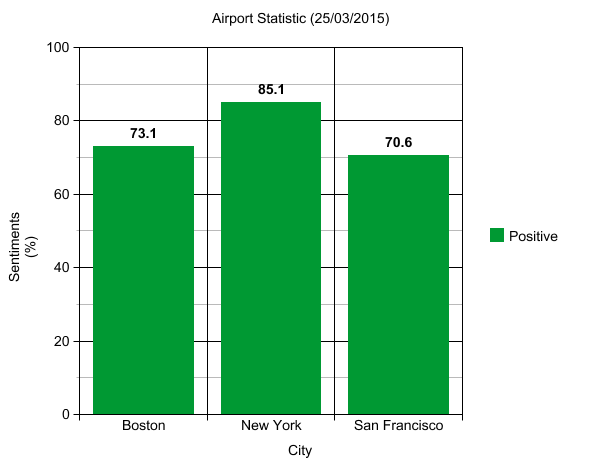 Airport Statistic (25/03/2015)
100
80
60
40
20
0
Sentiments
(%)
73.1
85.1
70.6
Boston
New York
San Francisco
City
Positive